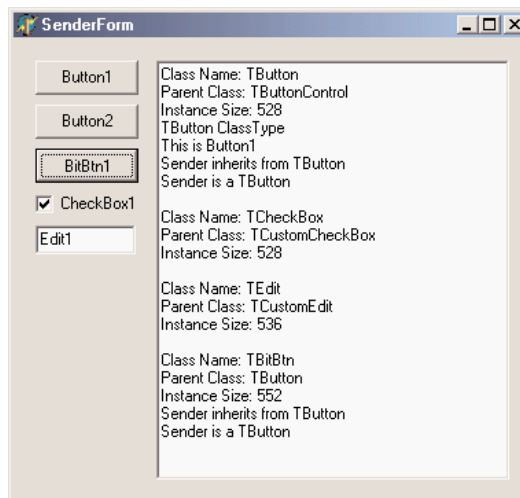 SenderForm
Button1
Button2
BitBtn1
CheckBox1
Edit1
Class Name: TButton
Parent Class: TButtonControl
Instance Size: 528
TButton ClassType
This is Button1
Sender inherits from TButton
Sender is a TButton
Class Name: TCheckBox
Parent Class: TCustomCheckBox
Instance Size: 528
Class Name: TEdit
Parent Class: TCustomEdit
Instance Size: 536
Class Name: TBitBtn
Parent Class: TButton
Instance Size: 552
Sender inherits from TButton
Sender is a TButton